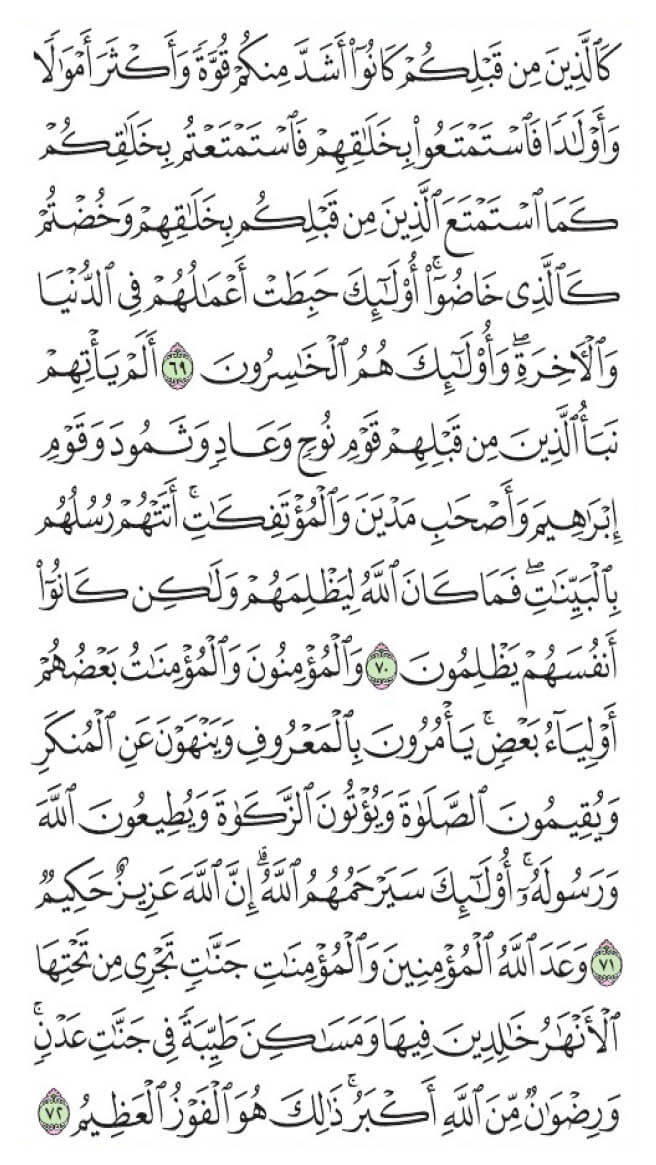 كَٱلَّذِينَ مِن قَبۡلِكُمۡ كَانُوٓاْ أَشَدَّ مِنكُمۡ قُوَّةٗ وَأَكۡثَرَ أَمۡوَٰلٗا
وَأَوۡلَٰدٗا فَٱسۡتَمۡتَعُواْ بِخَلَٰقِهِمۡ فَٱسۡتَمۡتَعۡتُم بِخَلَٰقِكُمۡ
كَمَا ٱسۡتَمۡتَعَ ٱلَّذِينَ مِن قَبۡلِكُم بِخَلَٰقِهِمۡ وَخُضۡتُمۡ
كَٱلَّذِي خَاضُوٓاْۚ أُوْلَٰٓئِكَ حَبِطَتۡ أَعۡمَٰلُهُمۡ فِي ٱلدُّنۡيَا
وَٱلۡأٓخِرَةِۖ وَأُوْلَٰٓئِكَ هُمُ ٱلۡخَٰسِرُونَ ٦٩ أَلَمۡ يَأۡتِهِمۡ
نَبَأُ ٱلَّذِينَ مِن قَبۡلِهِمۡ قَوۡمِ نُوحٖ وَعَادٖ وَثَمُودَ وَقَوۡمِ
إِبۡرَٰهِيمَ وَأَصۡحَٰبِ مَدۡيَنَ وَٱلۡمُؤۡتَفِكَٰتِۚ أَتَتۡهُمۡ رُسُلُهُم
بِٱلۡبَيِّنَٰتِۖ فَمَا كَانَ ٱللَّهُ لِيَظۡلِمَهُمۡ وَلَٰكِن كَانُوٓاْ
أَنفُسَهُمۡ يَظۡلِمُونَ ٧٠ وَٱلۡمُؤۡمِنُونَ وَٱلۡمُؤۡمِنَٰتُ بَعۡضُهُمۡ
أَوۡلِيَآءُ بَعۡضٖۚ يَأۡمُرُونَ بِٱلۡمَعۡرُوفِ وَيَنۡهَوۡنَ عَنِ ٱلۡمُنكَرِ
وَيُقِيمُونَ ٱلصَّلَوٰةَ وَيُؤۡتُونَ ٱلزَّكَوٰةَ وَيُطِيعُونَ ٱللَّهَ
وَرَسُولَهُۥٓۚ أُوْلَٰٓئِكَ سَيَرۡحَمُهُمُ ٱللَّهُۗ إِنَّ ٱللَّهَ عَزِيزٌ حَكِيمٞ
٧١ وَعَدَ ٱللَّهُ ٱلۡمُؤۡمِنِينَ وَٱلۡمُؤۡمِنَٰتِ جَنَّٰتٖ تَجۡرِي مِن تَحۡتِهَا
ٱلۡأَنۡهَٰرُ خَٰلِدِينَ فِيهَا وَمَسَٰكِنَ طَيِّبَةٗ فِي جَنَّٰتِ عَدۡنٖۚ
وَرِضۡوَٰنٞ مِّنَ ٱللَّهِ أَكۡبَرُۚ ذَٰلِكَ هُوَ ٱلۡفَوۡزُ ٱلۡعَظِيمُ ٧٢